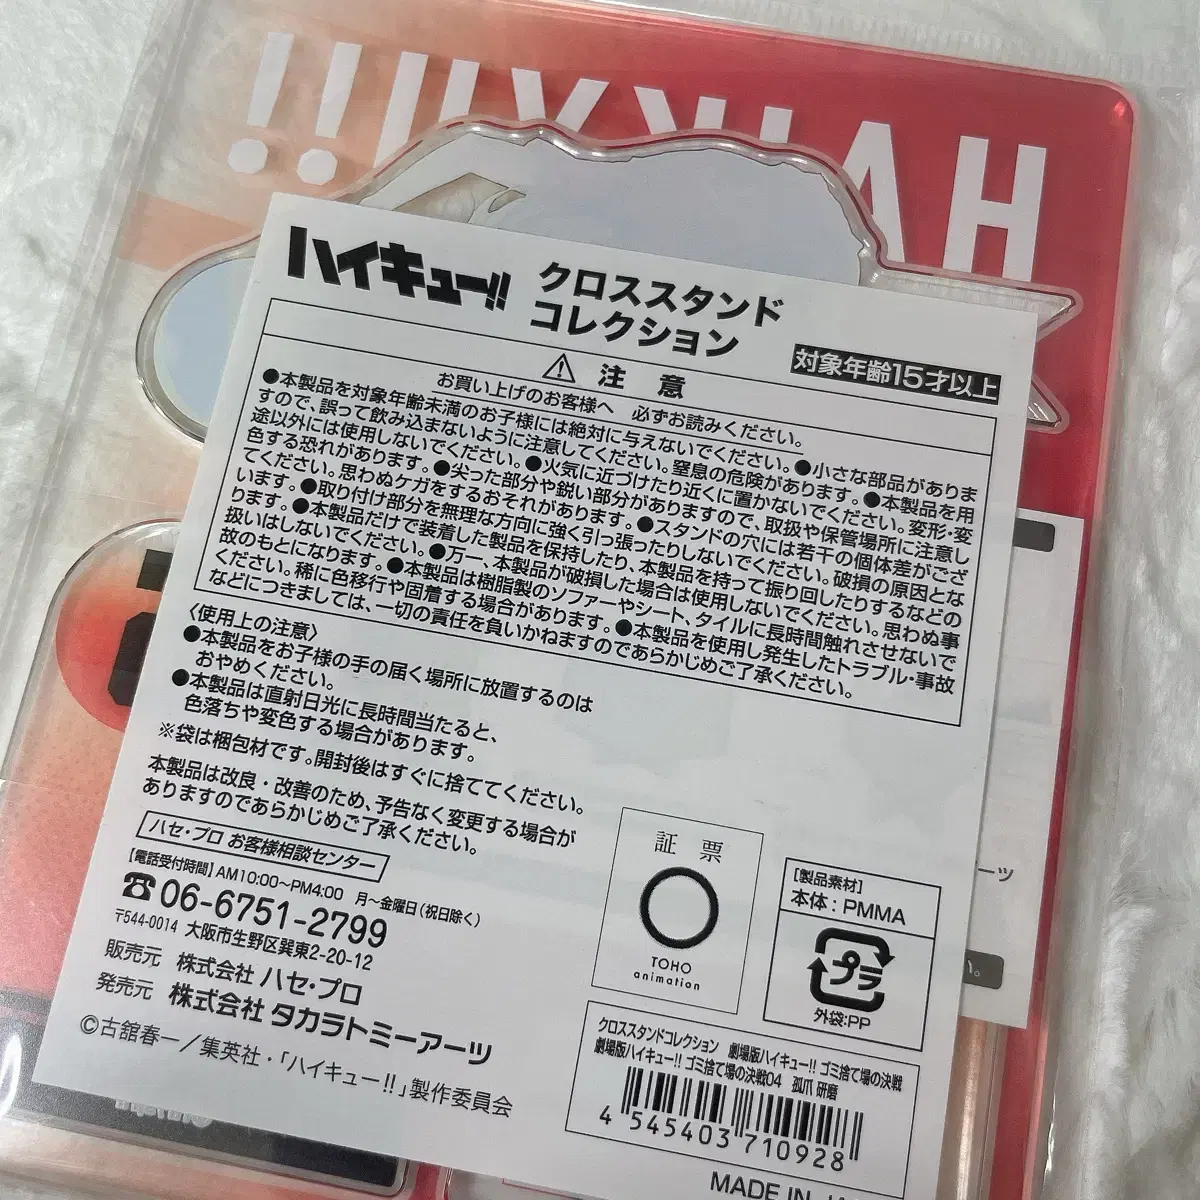 HAIKYU!!
ハイキュー!!
クロススタンド
コレクション
対象年齢15才以上
⚠ 注 意
お買い上げのお客様へ 必ずお読みください。
●本製品を対象年齢未満のお子様には絶対に与えないでください。●小さな部品がありま
すので、誤って飲み込まないように注意してください。窒息の危険があります。●本製品を用
途以外には使用しないでください。●火気に近づけたり近くに置かないでください。変形・変
色する恐れがあります。●尖った部分や鋭い部分がありますので、取扱や保管場所に注意し
てください。思わぬケガをするおそれがあります。●スタンドの穴には若干の個体差がござ
います。●取り付け部分を無理な方向に強く引っ張ったりしないでください。破損の原因とな
ります。●本製品だけで装着した製品を保持したり、本製品を持って振り回したりするなどの
扱いはしないでください。●万一、本製品が破損した場合は使用しないでください。思わぬ事
故のもとになります。●本製品は樹脂製のソファーやシート、タイルに長時間触れさせないで
ください。稀に色移行や固着する場合があります。●本製品を使用し発生したトラブル・事故
などにつきましては、一切の責任を負いかねますのであらかじめご了承ください。
〈使用上の注意〉
●本製品をお子様の手の届く場所に放置するのは
おやめください。
●本製品は直射日光に長時間当たると、
色落ちや変色する場合があります。
※袋は梱包材です。開封後はすぐに捨ててください。
本製品は改良・改善のため、予告なく変更する場合が
ありますのであらかじめご了承ください。
ハセ・プロ お客様相談センター
【電話受付時間】AM10:00〜PM4:00 月〜金曜日(祝日除く)
☎06-6751-2799
〒544-0014 大阪市生野区巽東2-20-12
販売元 株式会社 ハセ・プロ
発売元 株式会社 タカラトミーアーツ
©古舘春一/集英社・「ハイキュー!!」製作委員会
証 票
TOHO
animation
[製品素材]
本体:PMMA
プラ
外袋:PP
クロススタンドコレクション 劇場版ハイキュー!! ゴミ捨て場の決戦
劇場版ハイキュー!! ゴミ捨て場の決戦04 孤爪 研磨
4 545403 710928
MADE IN
ーツ
い。